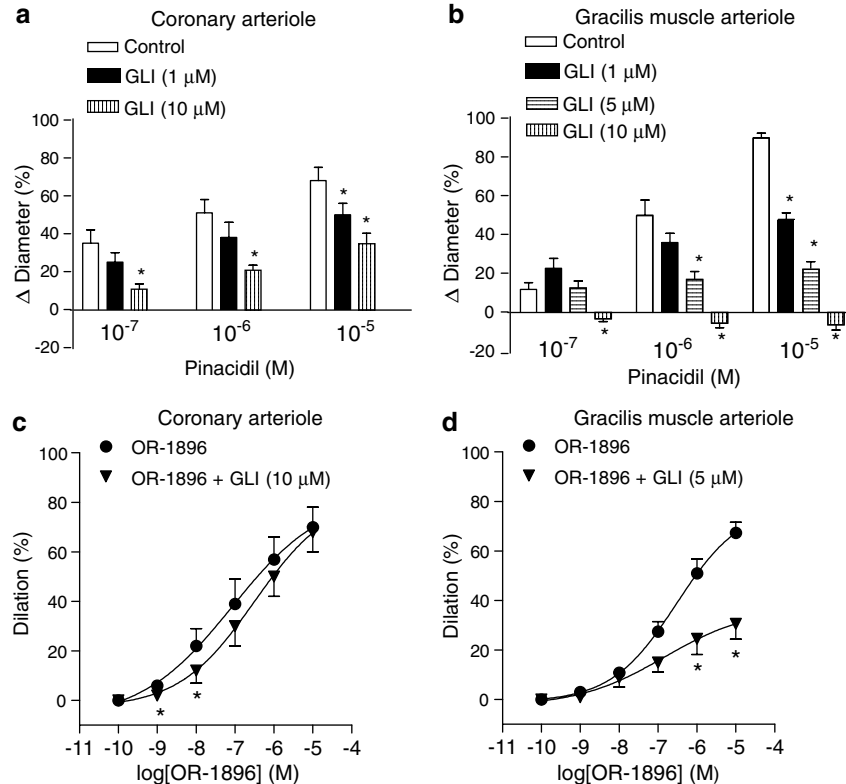 a
Coronary arteriole
Control
GLI (1 μM)
GLI (10 μM)
100
80
60
40
20
0
-20
Δ Diameter (%)
*
*
*
*
10-7
10-6
10-5
Pinacidil (M)
b
Gracilis muscle arteriole
Control
GLI (1 μM)
GLI (5 μM)
GLI (10 μM)
100
80
60
40
20
0
-20
Δ Diameter (%)
*
*
*
*
*
*
10-7
10-6
10-5
Pinacidil (M)
c
Coronary arteriole
OR-1896
OR-1896 + GLI (10 μM)
100
80
60
40
20
0
Dilation (%)
*
*
-11 -10 -9 -8 -7 -6 -5 -4
log[OR-1896] (M)
d
Gracilis muscle arteriole
OR-1896
OR-1896 + GLI (5 μM)
100
80
60
40
20
0
Dilation (%)
*
*
-11 -10 -9 -8 -7 -6 -5 -4
log[OR-1896] (M)